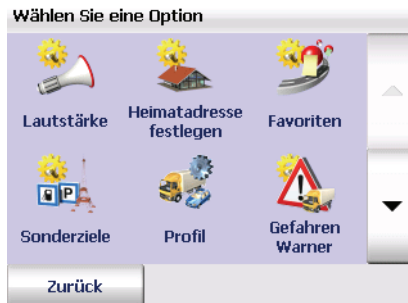 Wählen Sie eine Option
Lautstärke
Heimatadresse
festlegen
Favoriten
P
Sonderziele
Profil
Gefahren
Warner
Zurück